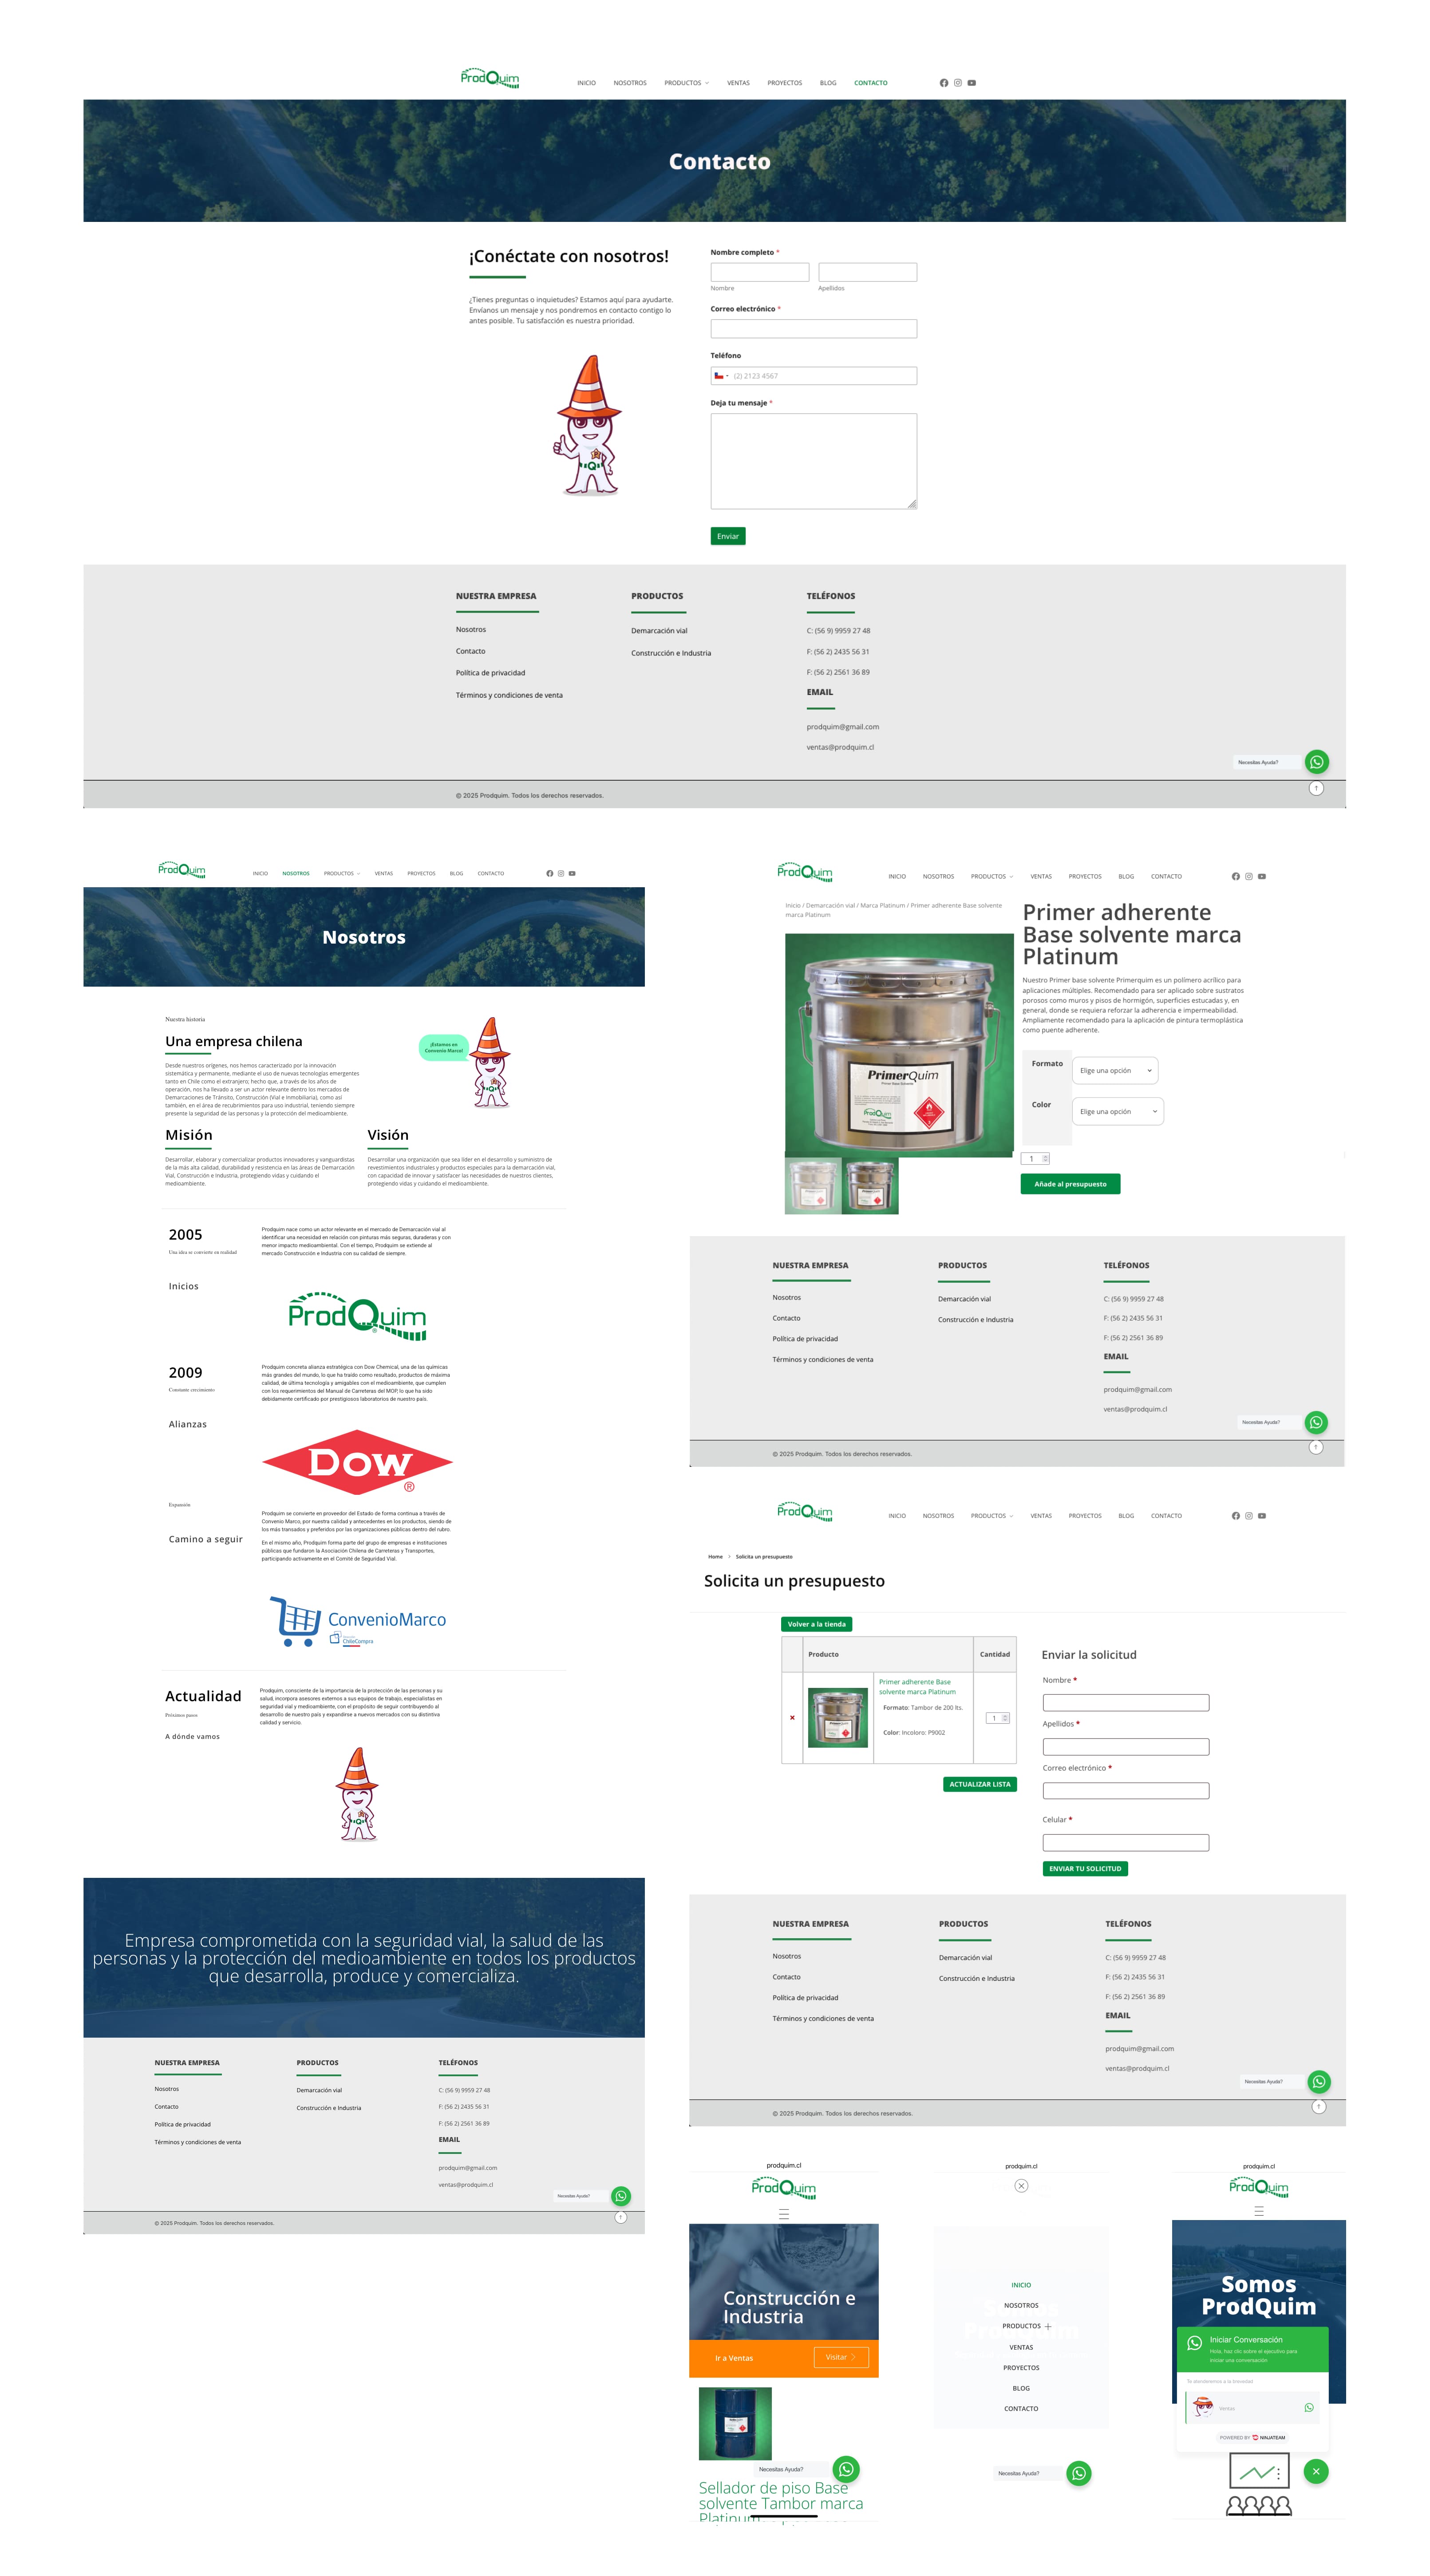 ProdQuim
INICIO NOSOTROS PRODUCTOS VENTAS PROYECTOS BLOG CONTACTO
Contacto
¡Conéctate con nosotros!
¿Tienes preguntas o inquietudes? Estamos aquí para ayudarte.
Envíanos un mensaje y nos pondremos en contacto contigo lo
antes posible. Tu satisfacción es nuestra prioridad.
Q
Nombre completo *
Nombre Apellidos
Correo electrónico *
Teléfono
(2) 2123 4567
Deja tu mensaje *
Enviar
NUESTRA EMPRESA
Nosotros
Contacto
Política de privacidad
Términos y condiciones de venta
PRODUCTOS
Demarcación vial
Construcción e Industria
TELÉFONOS
C: (56 9) 9959 27 48
F: (56 2) 2435 56 31
F: (56 2) 2561 36 89
EMAIL
prodquim@gmail.com
ventas@prodquim.cl
Necesitas Ayuda?
© 2025 Prodquim. Todos los derechos reservados.
ProdQuim
INICIO NOSOTROS PRODUCTOS VENTAS PROYECTOS BLOG CONTACTO
Nosotros
Nuestra historia
Una empresa chilena
Desde nuestros orígenes, nos hemos caracterizado por la innovación
sistemática y permanente, mediante el uso de nuevas tecnologías emergentes
tanto en Chile como el extranjero; hecho que, a través de los años de
operación, nos ha llevado a ser un actor relevante dentro los mercados de
Demarcaciones de Tránsito, Construcción (Vial e Inmobiliaria), como así
también, en el área de recubrimientos para uso industrial, teniendo siempre
presente la seguridad de las personas y la protección del medioambiente.
¡Estamos en
Convenio Marco!
Q
Misión
Desarrollar, elaborar y comercializar productos innovadores y vanguardistas
de la más alta calidad, durabilidad y resistencia en las áreas de Demarcación
Vial, Construcción e Industria, protegiendo vidas y cuidando el
medioambiente.
Visión
Desarrollar una organización que sea líder en el desarrollo y suministro de
revestimientos industriales y productos especiales para la demarcación vial,
con capacidad de innovar y satisfacer las necesidades de nuestros clientes,
protegiendo vidas y cuidando el medioambiente.
2005
Una idea se convierte en realidad
Inicios
Prodquim nace como un actor relevante en el mercado de Demarcación vial al
identificar una necesidad en relación con pinturas más seguras, duraderas y con
menor impacto medioambiental. Con el tiempo, Prodquim se extiende al
mercado Construcción e Industria con su calidad de siempre.
ProdQuim
2009
Constante crecimiento
Alianzas
Prodquim concreta alianza estratégica con Dow Chemical, una de las químicas
más grandes del mundo, lo que ha traído como resultado, productos de máxima
calidad, de última tecnología y amigables con el medioambiente, que cumplen
con los requerimientos del Manual de Carreteras del MOP, lo que ha sido
debidamente certificado por prestigiosos laboratorios de nuestro país.
DOW
®
Expansión
Camino a seguir
Prodquim se convierte en proveedor del Estado de forma continua a través de
Convenio Marco, por nuestra calidad y antecedentes en los productos, siendo de
los más transados y preferidos por las organizaciones públicas dentro del rubro.
En el mismo año, Prodquim forma parte del grupo de empresas e instituciones
públicas que fundaron la Asociación Chilena de Carreteras y Transportes,
participando activamente en el Comité de Seguridad Vial.
ConvenioMarco
ChileCompra
Actualidad
Próximos pasos
A dónde vamos
Prodquim, consciente de la importancia de la protección de las personas y su
salud, incorpora asesores externos a sus equipos de trabajo, especialistas en
seguridad vial y medioambiente, con el propósito de seguir contribuyendo al
desarrollo de nuestro país y expandirse a nuevos mercados con su distintiva
calidad y servicio.
Q
Empresa comprometida con la seguridad vial, la salud de las
personas y la protección del medioambiente en todos los productos
que desarrolla, produce y comercializa.
NUESTRA EMPRESA
Nosotros
Contacto
Política de privacidad
Términos y condiciones de venta
PRODUCTOS
Demarcación vial
Construcción e Industria
TELÉFONOS
C: (56 9) 9959 27 48
F: (56 2) 2435 56 31
F: (56 2) 2561 36 89
EMAIL
prodquim@gmail.com
ventas@prodquim.cl
Necesitas Ayuda?
© 2025 Prodquim. Todos los derechos reservados.
ProdQuim
INICIO NOSOTROS PRODUCTOS VENTAS PROYECTOS BLOG CONTACTO
Inicio / Demarcación vial / Marca Platinum / Primer adherente Base solvente
marca Platinum
PrimerQuim
ProdQuim
Primer adherente
Base solvente marca
Platinum
Nuestro Primer base solvente Primerquim es un polímero acrílico para
aplicaciones múltiples. Recomendado para ser aplicado sobre sustratos
porosos como muros y pisos de hormigón, superficies estucadas y, en
general, donde se requiera reforzar la adherencia e impermeabilidad.
Ampliamente recomendado para la aplicación de pintura termoplástica
como puente adherente.
Formato Elige una opción
Color Elige una opción
1
Añade al presupuesto
NUESTRA EMPRESA
Nosotros
Contacto
Política de privacidad
Términos y condiciones de venta
PRODUCTOS
Demarcación vial
Construcción e Industria
TELÉFONOS
C: (56 9) 9959 27 48
F: (56 2) 2435 56 31
F: (56 2) 2561 36 89
EMAIL
prodquim@gmail.com
ventas@prodquim.cl
Necesitas Ayuda?
© 2025 Prodquim. Todos los derechos reservados.
ProdQuim
INICIO NOSOTROS PRODUCTOS VENTAS PROYECTOS BLOG CONTACTO
Home Solicita un presupuesto
Solicita un presupuesto
Volver a la tienda
Producto Cantidad
Primer adherente Base
solvente marca Platinum
Formato: Tambor de 200 lts.
Color: Incoloro: P9002
1
ACTUALIZAR LISTA
Enviar la solicitud
Nombre *
Apellidos *
Correo electrónico *
Celular *
ENVIAR TU SOLICITUD
NUESTRA EMPRESA
Nosotros
Contacto
Política de privacidad
Términos y condiciones de venta
PRODUCTOS
Demarcación vial
Construcción e Industria
TELÉFONOS
C: (56 9) 9959 27 48
F: (56 2) 2435 56 31
F: (56 2) 2561 36 89
EMAIL
prodquim@gmail.com
ventas@prodquim.cl
Necesitas Ayuda?
© 2025 Prodquim. Todos los derechos reservados.
prodquim.cl
ProdQuim
Construcción e
Industria
Ir a Ventas Visitar
Necesitas Ayuda?
Sellador de piso Base
solvente Tambor marca
Platinum
prodquim.cl
INICIO
NOSOTROS
PRODUCTOS
VENTAS
PROYECTOS
BLOG
CONTACTO
Necesitas Ayuda?
prodquim.cl
ProdQuim
Somos
ProdQuim
Iniciar Conversación
Hola, haz clic sobre el ejecutivo para
iniciar una conversación
Te atenderemos a la brevedad
Ventas
POWERED BY NINJATEAM